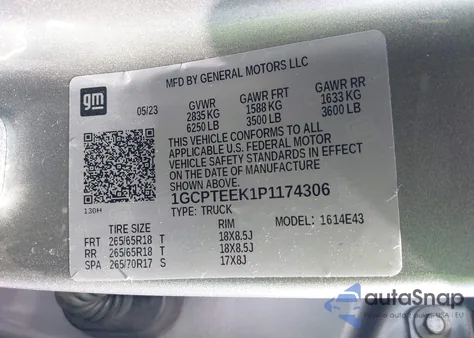 gm
MFD BY GENERAL MOTORS LLC
05/23 GVWR GAWR FRT GAWR RR
2835 KG 1588 KG 1633 KG
6250 LB 3500 LB 3600 LB
THIS VEHICLE CONFORMS TO ALL
APPLICABLE U.S. FEDERAL MOTOR
VEHICLE SAFETY STANDARDS IN EFFECT
ON THE DATE OF MANUFACTURE
SHOWN ABOVE.
1GCPTEEK1P1174306
TYPE: TRUCK MODEL: 1614E43
130H
TIRE SIZE RIM
FRT 265/65R18 T 18X8.5J
RR 265/65R18 T 18X8.5J
SPA 265/70R17 S 17X8J
autoSnap